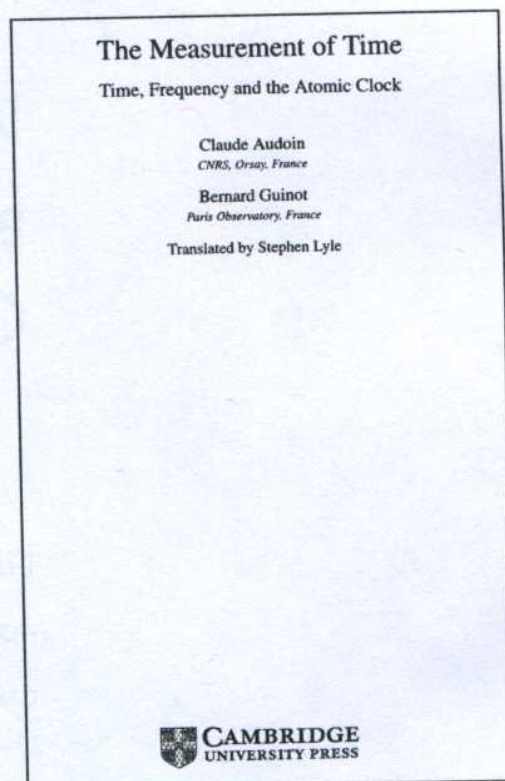 The Measurement of Time
Time, Frequency and the Atomic Clock
Claude Audoin
CNRS, Orsay, France
Bernard Guinot
Paris Observatory, France
Translated by Stephen Lyle
CAMBRIDGE
UNIVERSITY PRESS